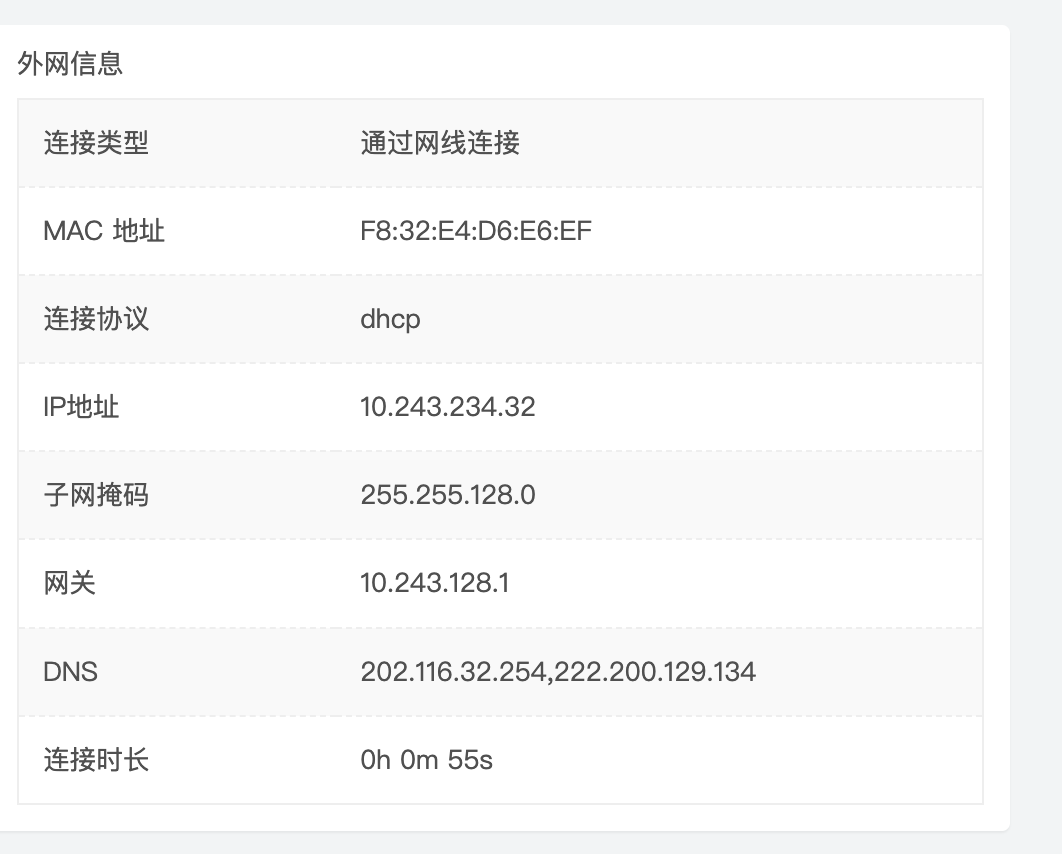 外网信息
连接类型 通过网线连接
MAC 地址 F8:32:E4:D6:E6:EF
连接协议 dhcp
IP地址 10.243.234.32
子网掩码 255.255.128.0
网关 10.243.128.1
DNS 202.116.32.254,222.200.129.134
连接时长 0h 0m 55s